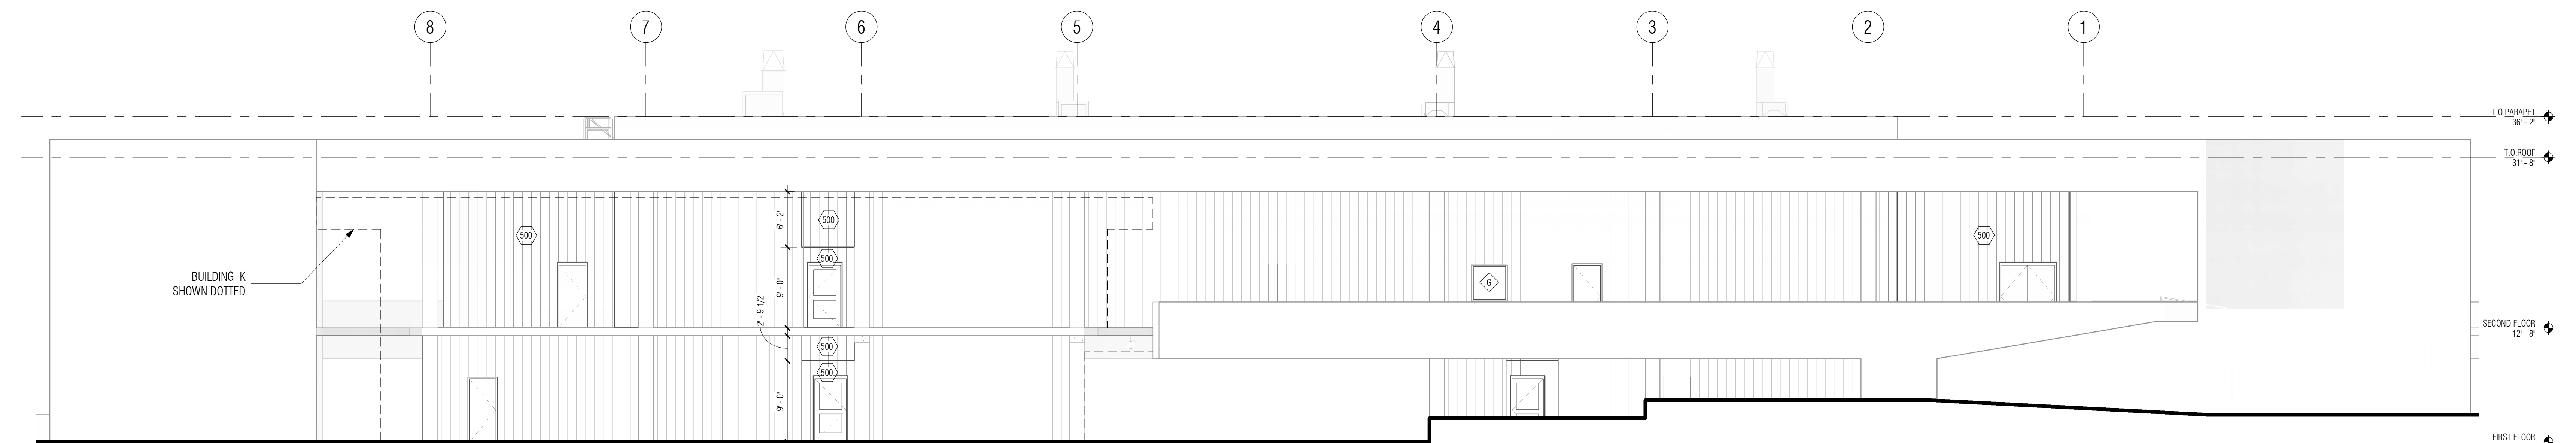 8
7
6
5
4
3
2
1
T.O.PARAPET
36' - 2"
T.O.ROOF
31' - 8"
6' - 2"
500
500
500
500
BUILDING K
SHOWN DOTTED
9' - 0"
G
2' - 9 1/2"
SECOND FLOOR
12' - 8"
500
500
9' - 0"
FIRST FLOOR